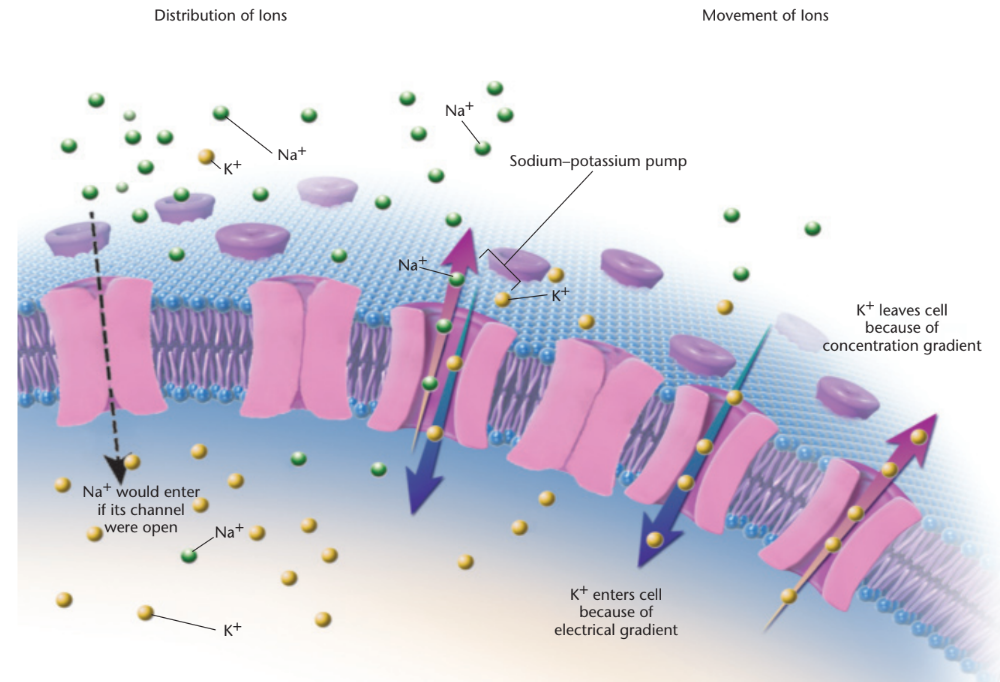 Distribution of Ions
Movement of Ions
Na⁺
K⁺
Na⁺
Sodium–potassium pump
Na⁺
K⁺
K⁺ leaves cell
because of
concentration gradient
Na⁺ would enter
if its channel
were open
Na⁺
K⁺
K⁺ enters cell
because of
electrical gradient